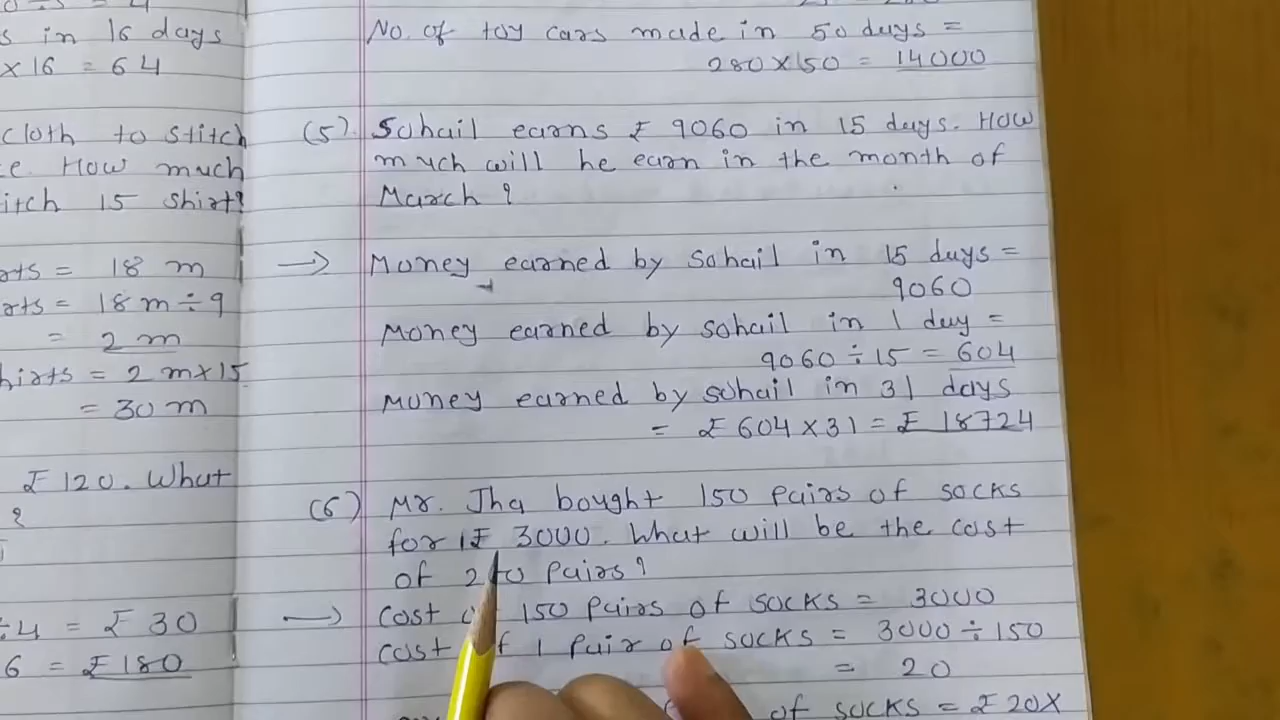 s in 16 days
×16 = 64
cloth to stitch
e. How much
itch 15 shirt?
rts = 18 m
rts = 18 m ÷ 9
= 2 m
hirts = 2 m×15
= 30 m
₹ 120. What
?
÷4 = ₹ 30
6 = ₹180
No. of toy cars made in 50 days =
280×50 = 14000
(5) Sohail earns ₹ 9060 in 15 days. How
much will he earn in the month of
March?
→ Money earned by Sohail in 15 days =
9060
Money earned by sohail in 1 day =
9060 ÷ 15 = 604
Money earned by sohail in 31 days
= ₹ 604 × 31 = ₹ 18724
(6) Mr. Jha bought 150 pairs of socks
for ₹ 3000. What will be the cost
of pairs?
→ cost 150 pairs of socks = 3000
cost of 1 pair of socks = 3000 ÷ 150
= 20
of socks = ₹ 20×